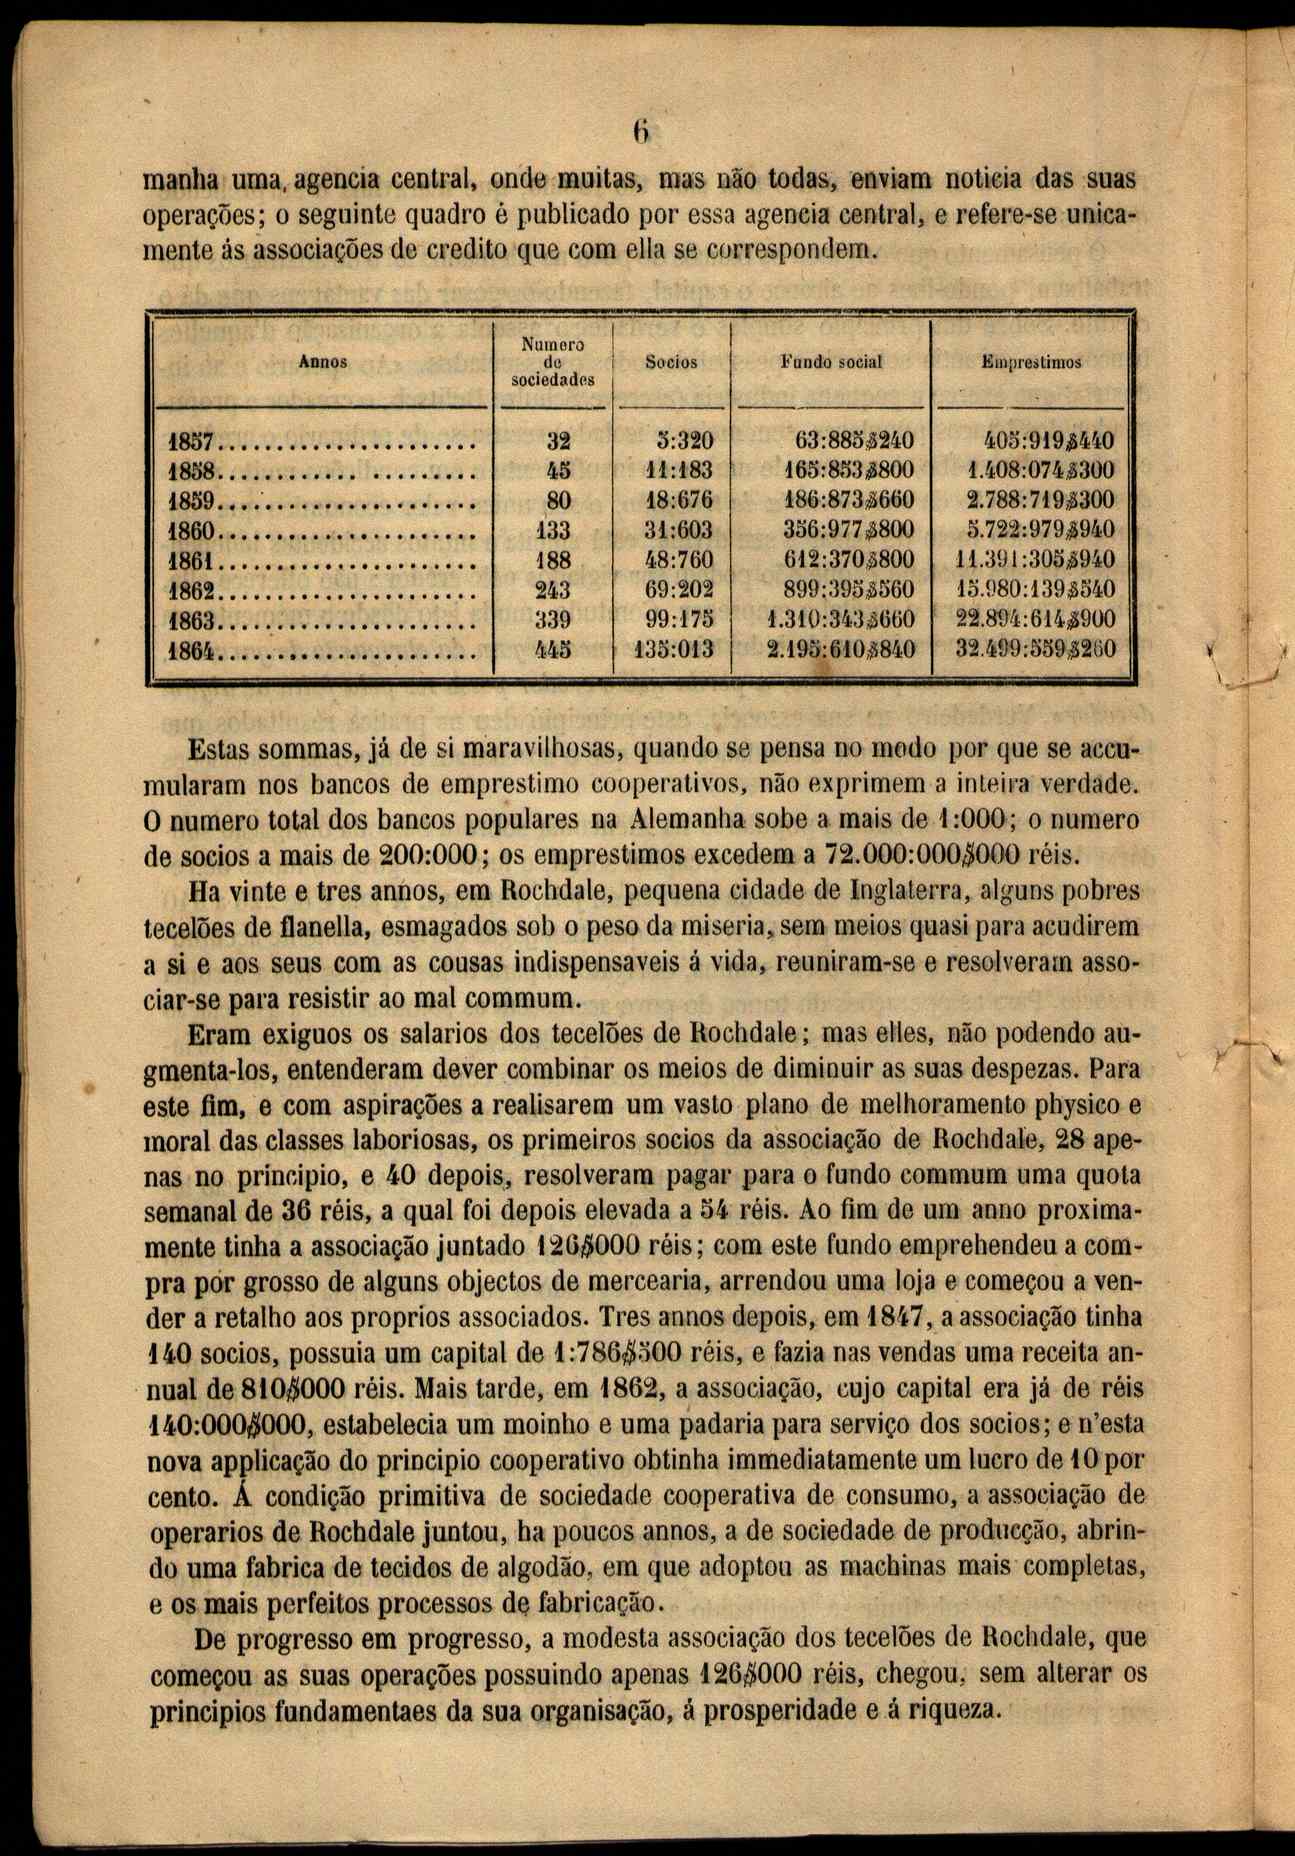 6
manha uma, agencia central, onde muitas, mas não todas, enviam noticia das suas
operações; o seguinte quadro é publicado por essa agencia central, e refere-se unica-
mente ás associações de credito que com ella se correspondem.
Annos Numero de sociedades Socios Fundo social Emprestimos
1857...................... 32 5:320 63:885$240 405:919$440
1858...................... 45 11:183 165:853$800 1.408:074$300
1859...................... 80 18:676 186:873$660 2.788:719$300
1860...................... 133 31:603 356:977$800 5.722:979$940
1861...................... 188 48:760 612:370$800 11.391:305$940
1862...................... 243 69:202 899:395$560 15.980:139$540
1863...................... 339 99:175 1.310:343$660 22.894:614$900
1864...................... 445 135:013 2.195:610$840 32.499:559$260
Estas sommas, já de si maravilhosas, quando se pensa no modo por que se accu-
mularam nos bancos de emprestimo cooperativos, não exprimem a inteira verdade.
O numero total dos bancos populares na Alemanha sobe a mais de 1:000; o numero
de socios a mais de 200:000; os emprestimos excedem a 72.000:000$000 réis.
Ha vinte e tres annos, em Rochdale, pequena cidade de Inglaterra, alguns pobres
tecelões de flanella, esmagados sob o peso da miseria, sem meios quasi para acudirem
a si e aos seus com as cousas indispensaveis á vida, reuniram-se e resolveram asso-
ciar-se para resistir ao mal commum.
Eram exiguos os salarios dos tecelões de Rochdale; mas elles, não podendo au-
gmenta-los, entenderam dever combinar os meios de diminuir as suas despezas. Para
este fim, e com aspirações a realisarem um vasto plano de melhoramento physico e
moral das classes laboriosas, os primeiros socios da associação de Rochdale, 28 ape-
nas no principio, e 40 depois, resolveram pagar para o fundo commum uma quota
semanal de 36 réis, a qual foi depois elevada a 54 réis. Ao fim de um anno proxima-
mente tinha a associação juntado 126$000 réis; com este fundo emprehendeu a com-
pra por grosso de alguns objectos de mercearia, arrendou uma loja e começou a ven-
der a retalho aos proprios associados. Tres annos depois, em 1847, a associação tinha
140 socios, possuia um capital de 1:786$500 réis, e fazia nas vendas uma receita an-
nual de 810$000 réis. Mais tarde, em 1862, a associação, cujo capital era já de réis
140:000$000, estabelecia um moinho e uma padaria para serviço dos socios; e n'esta
nova applicação do principio cooperativo obtinha immediatamente um lucro de 10 por
cento. Á condição primitiva de sociedade cooperativa de consumo, a associação de
operarios de Rochdale juntou, ha poucos annos, a de sociedade de producção, abrin-
do uma fabrica de tecidos de algodão, em que adoptou as machinas mais completas,
e os mais perfeitos processos de fabricação.
De progresso em progresso, a modesta associação dos tecelões de Rochdale, que
começou as suas operações possuindo apenas 126$000 réis, chegou, sem alterar os
principios fundamentaes da sua organisação, á prosperidade e á riqueza.